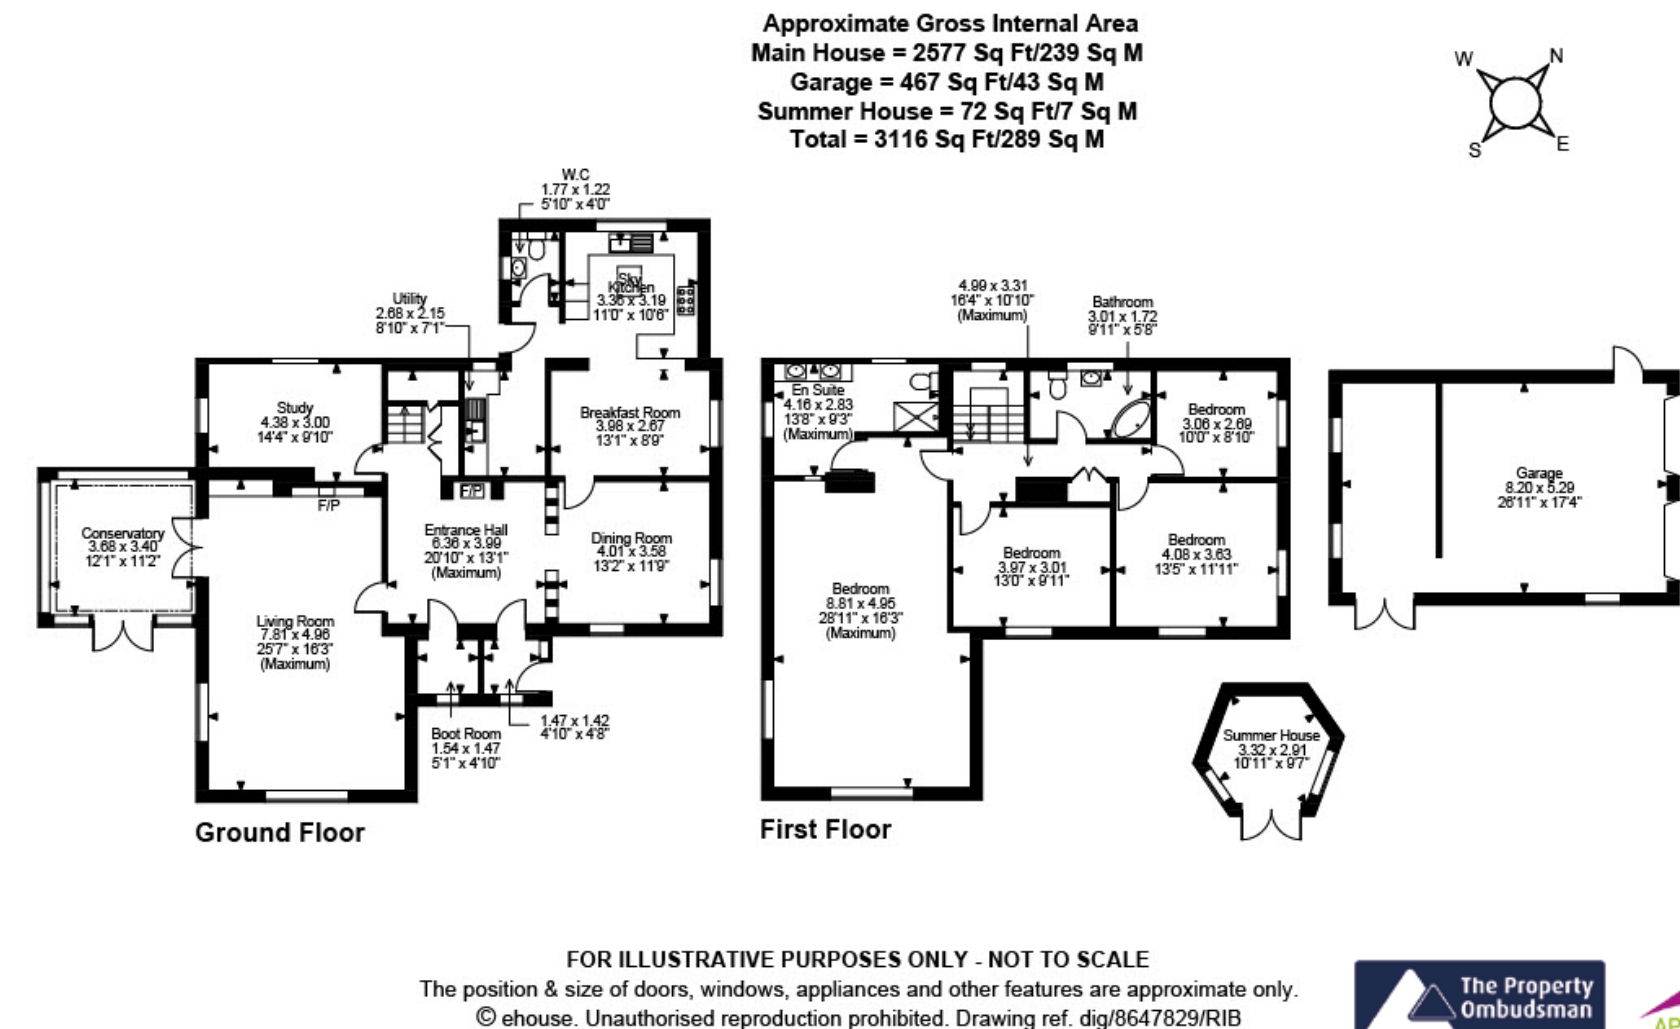 Approximate Gross Internal Area
Main House = 2577 Sq Ft/239 Sq M
Garage = 467 Sq Ft/43 Sq M
Summer House = 72 Sq Ft/7 Sq M
Total = 3116 Sq Ft/289 Sq M
W
N
S
E
W.C
1.77 x 1.22
5'10" x 4'0"
Utility
2.68 x 2.15
8'10" x 7'1"
Sky
Kitchen
3.36 x 3.19
11'0" x 10'6"
Study
4.38 x 3.00
14'4" x 9'10"
Breakfast Room
3.98 x 2.67
13'1" x 8'9"
F/P
F/P
Conservatory
3.68 x 3.40
12'1" x 11'2"
Entrance Hall
6.36 x 3.99
20'10" x 13'1"
(Maximum)
Dining Room
4.01 x 3.58
13'2" x 11'9"
Living Room
7.81 x 4.96
25'7" x 16'3"
(Maximum)
Boot Room
1.54 x 1.47
5'1" x 4'10"
1.47 x 1.42
4'10" x 4'8"
Ground Floor
4.99 x 3.31
16'4" x 10'10"
(Maximum)
Bathroom
3.01 x 1.72
9'11" x 5'8"
En Suite
4.16 x 2.83
13'8" x 9'3"
(Maximum)
Bedroom
3.06 x 2.69
10'0" x 8'10"
Bedroom
3.97 x 3.01
13'0" x 9'11"
Bedroom
4.08 x 3.63
13'5" x 11'11"
Bedroom
8.81 x 4.95
28'11" x 16'3"
(Maximum)
First Floor
Garage
8.20 x 5.29
26'11" x 17'4"
Summer House
3.32 x 2.91
10'11" x 9'7"
FOR ILLUSTRATIVE PURPOSES ONLY - NOT TO SCALE
The position & size of doors, windows, appliances and other features are approximate only.
© ehouse. Unauthorised reproduction prohibited. Drawing ref. dig/8647829/RIB
The Property
Ombudsman